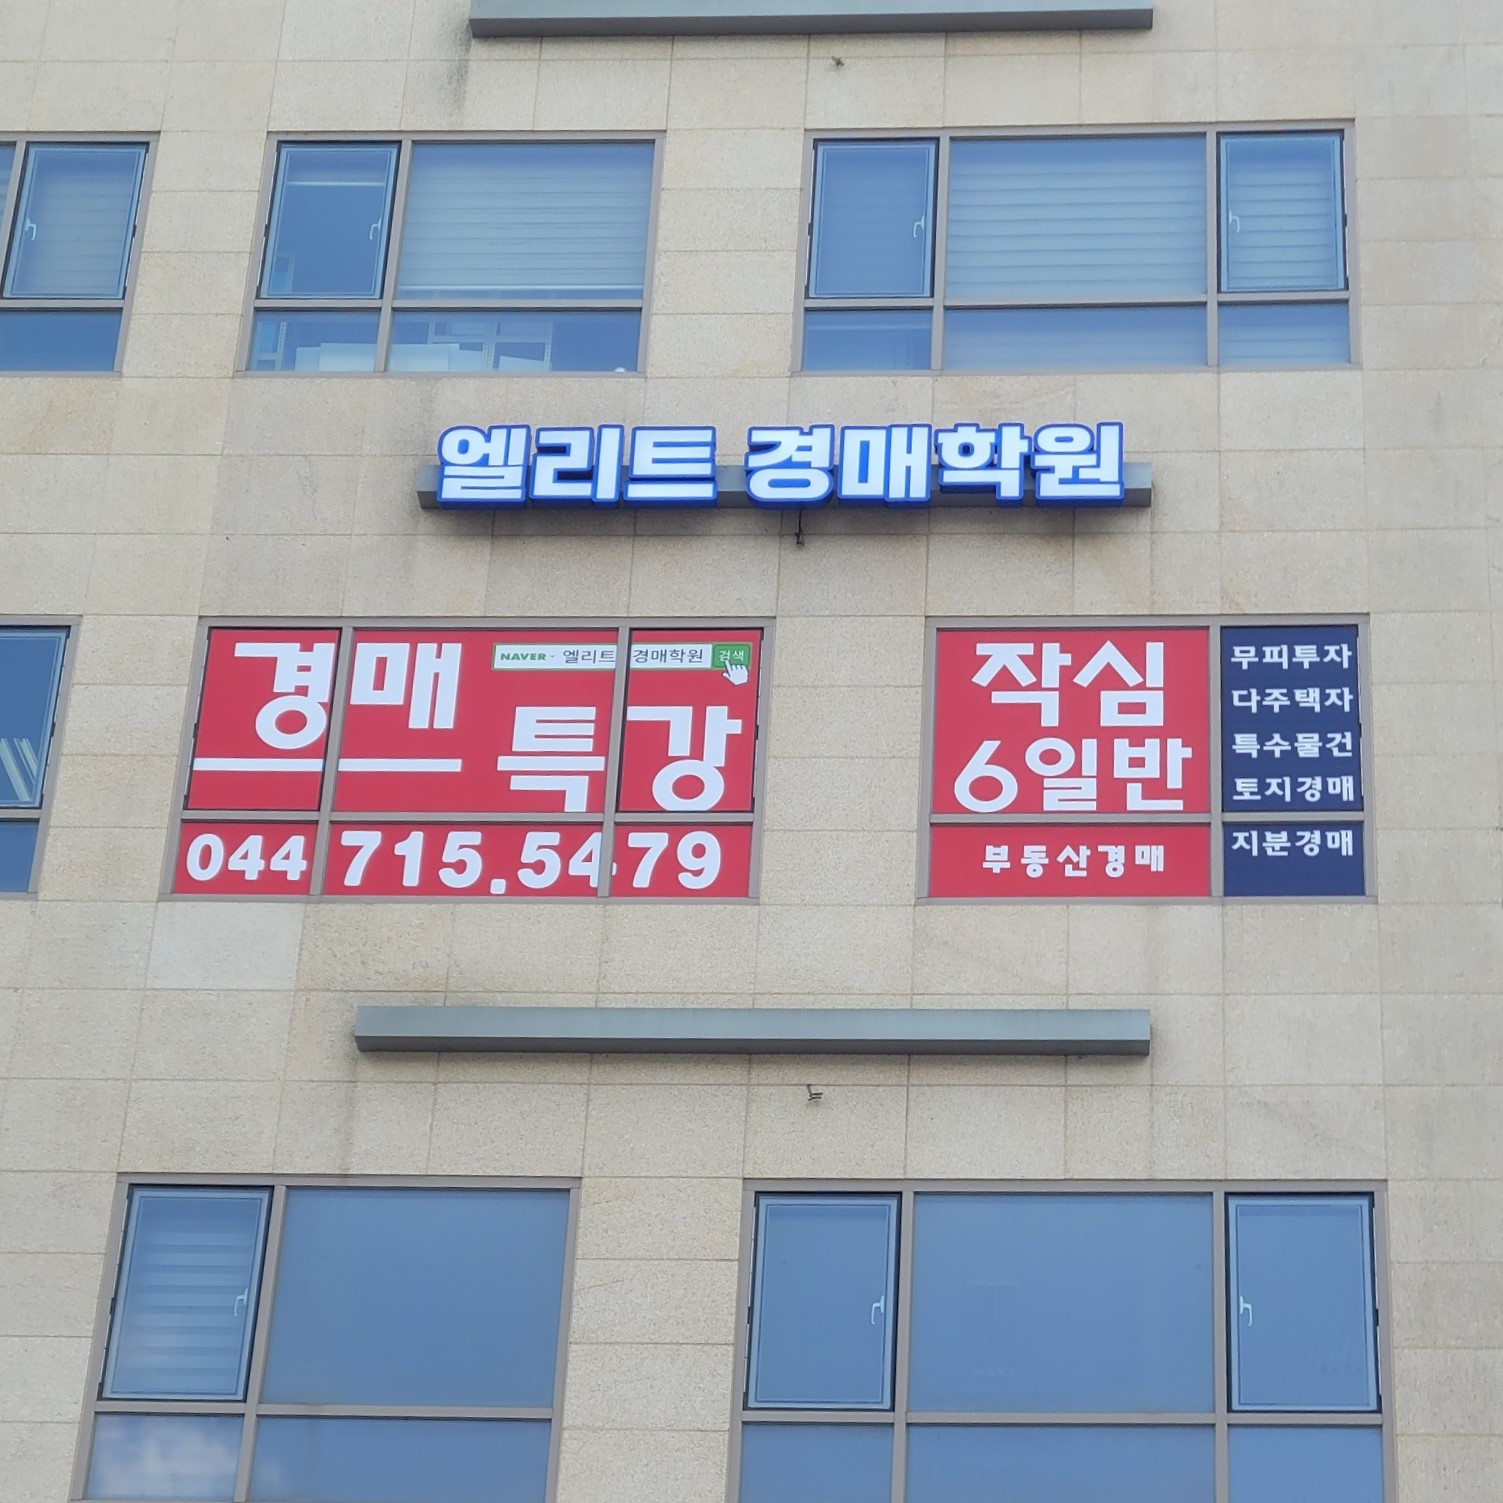 엘리트 경매학원
경매
NAVER - 엘리트 경매학원 검색
특강
044 715.5479
작심
6일반
부동산경매
무피투자
다주택자
특수물건
토지경매
지분경매